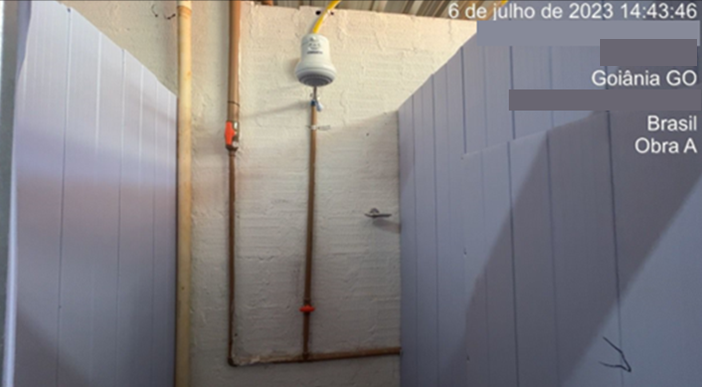 6 de julho de 2023 14:43:46
Goiânia GO
Brasil
Obra A